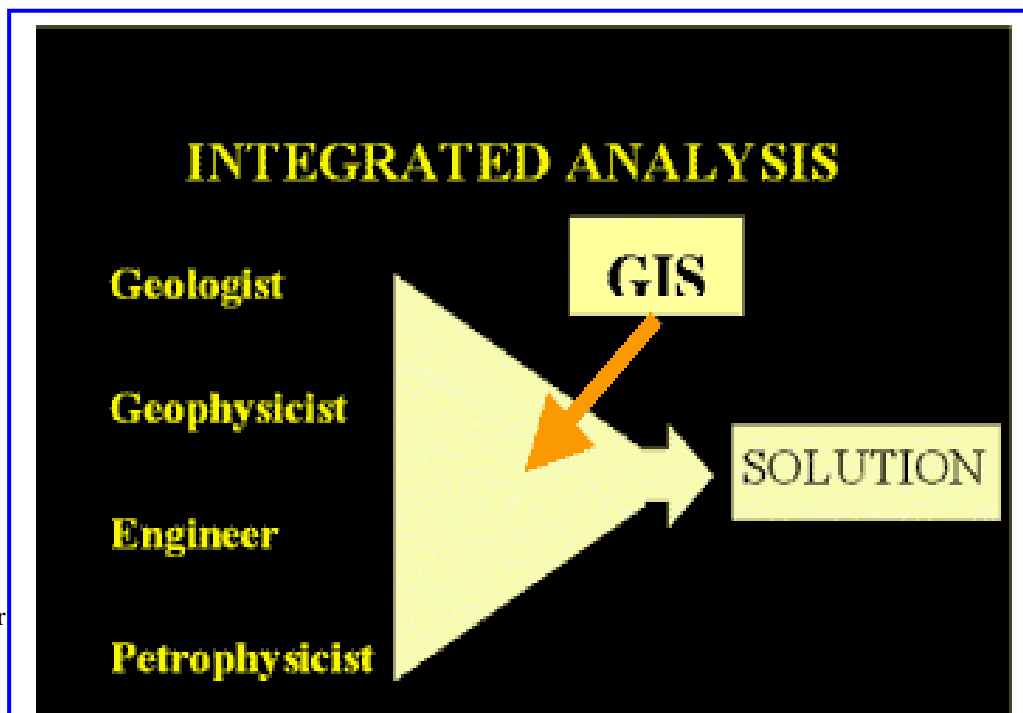 INTEGRATED ANALYSIS
GIS
Geologist
Geophysicist
SOLUTION
Engineer
r
Petrophysicist